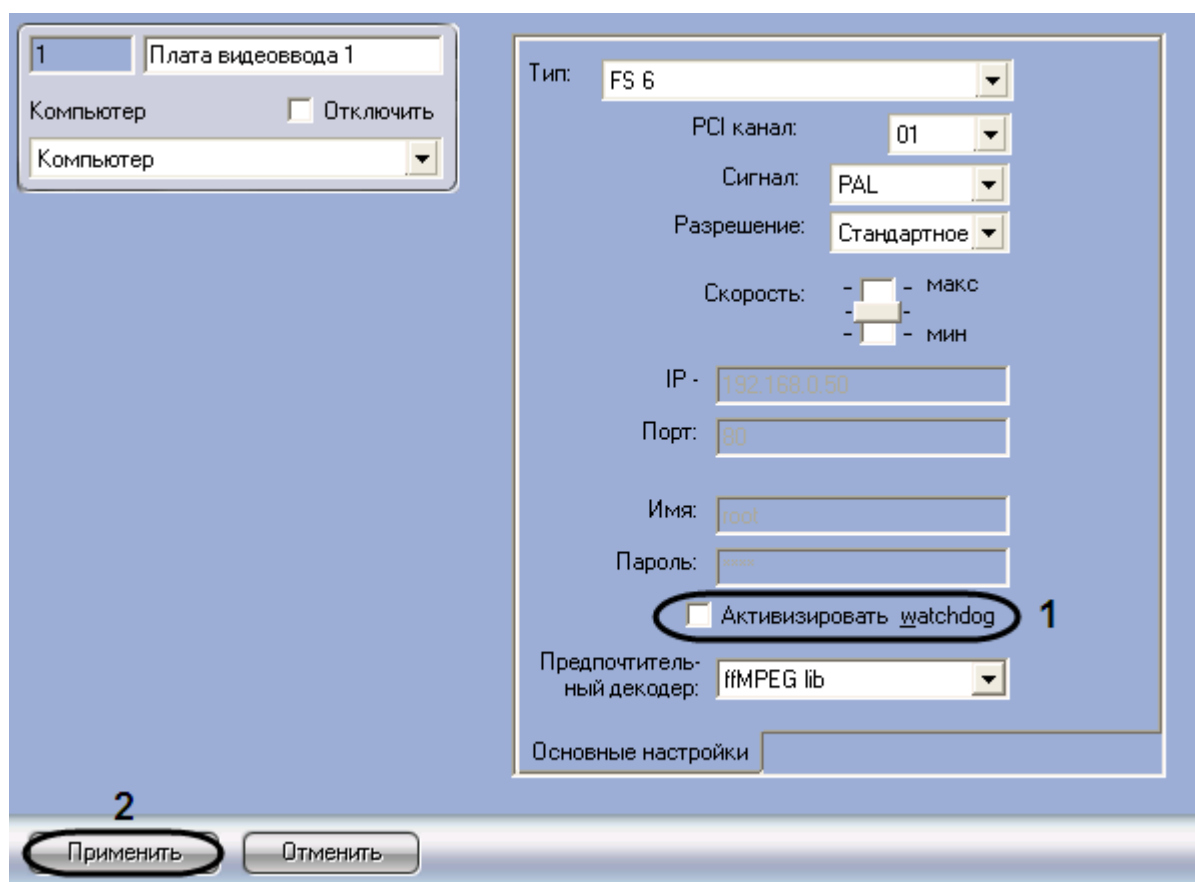 1
Плата видеоввода 1
Компьютер
Отключить
Компьютер
Тип:
FS 6
PCI канал:
01
Сигнал:
PAL
Разрешение:
Стандартное
Скорость:
- - макс
- -
- - мин
IP -
192.168.0.50
Порт:
80
Имя:
root
Пароль:
Активизировать watchdog
1
Предпочтитель-
ный декодер:
ffMPEG lib
Основные настройки
2
Применить
Отменить